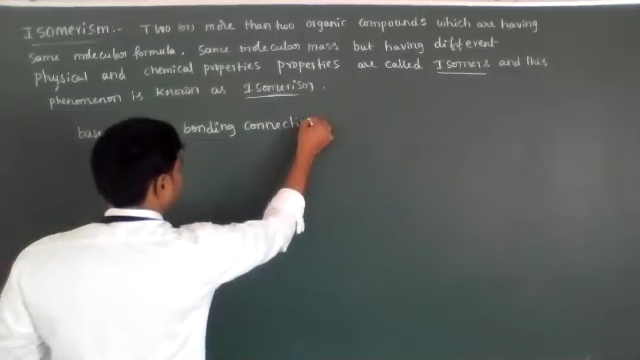 Isomerism:- Two (or) more than two organic compounds which are having
same molecular formula, same molecular mass but having different
physical and chemical properties properties are called Isomers and this
phenomenon is known as Isomerism.
bonding connecti